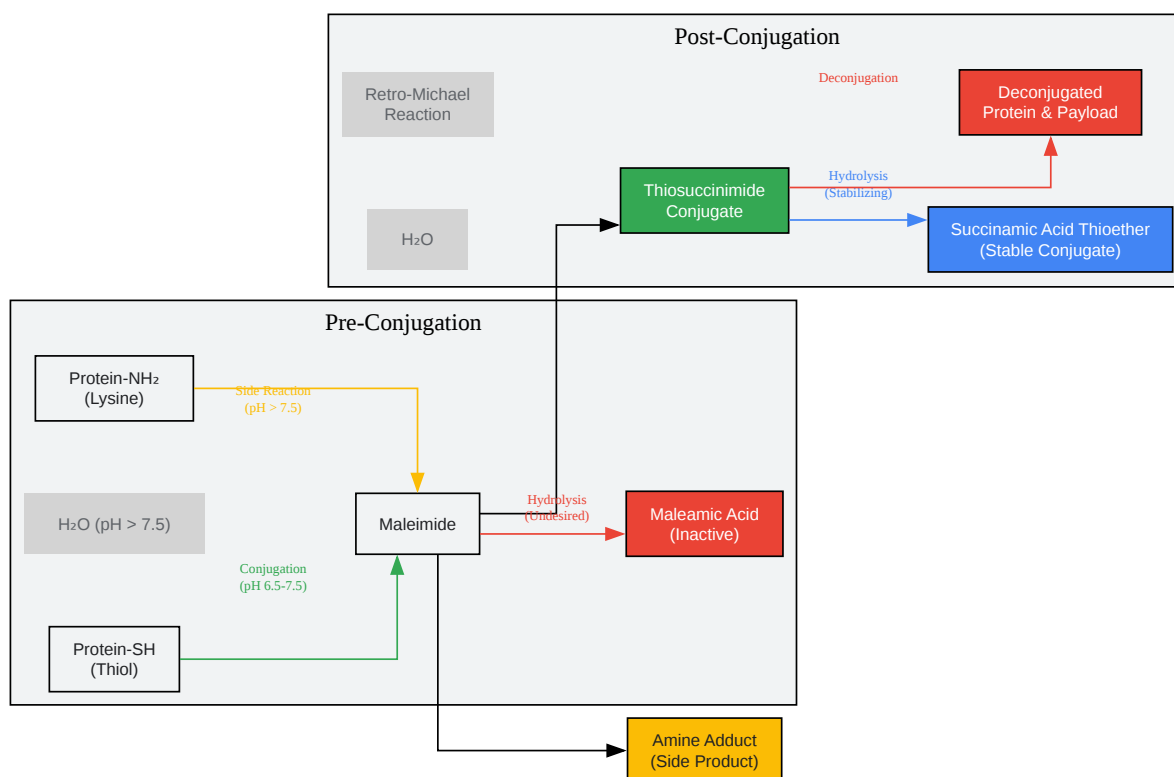 Post-Conjugation
Retro-Michael
Reaction
Deconjugation
Deconjugated
Protein & Payload
Thiosuccinimide
Conjugate
Hydrolysis
(Stabilizing)
H₂O
Succinamic Acid Thioether
(Stable Conjugate)
Pre-Conjugation
Protein-NH₂
(Lysine)
Side Reaction
(pH > 7.5)
H₂O (pH > 7.5)
Maleimide
Hydrolysis
(Undesired)
Maleamic Acid
(Inactive)
Conjugation
(pH 6.5-7.5)
Protein-SH
(Thiol)
Amine Adduct
(Side Product)